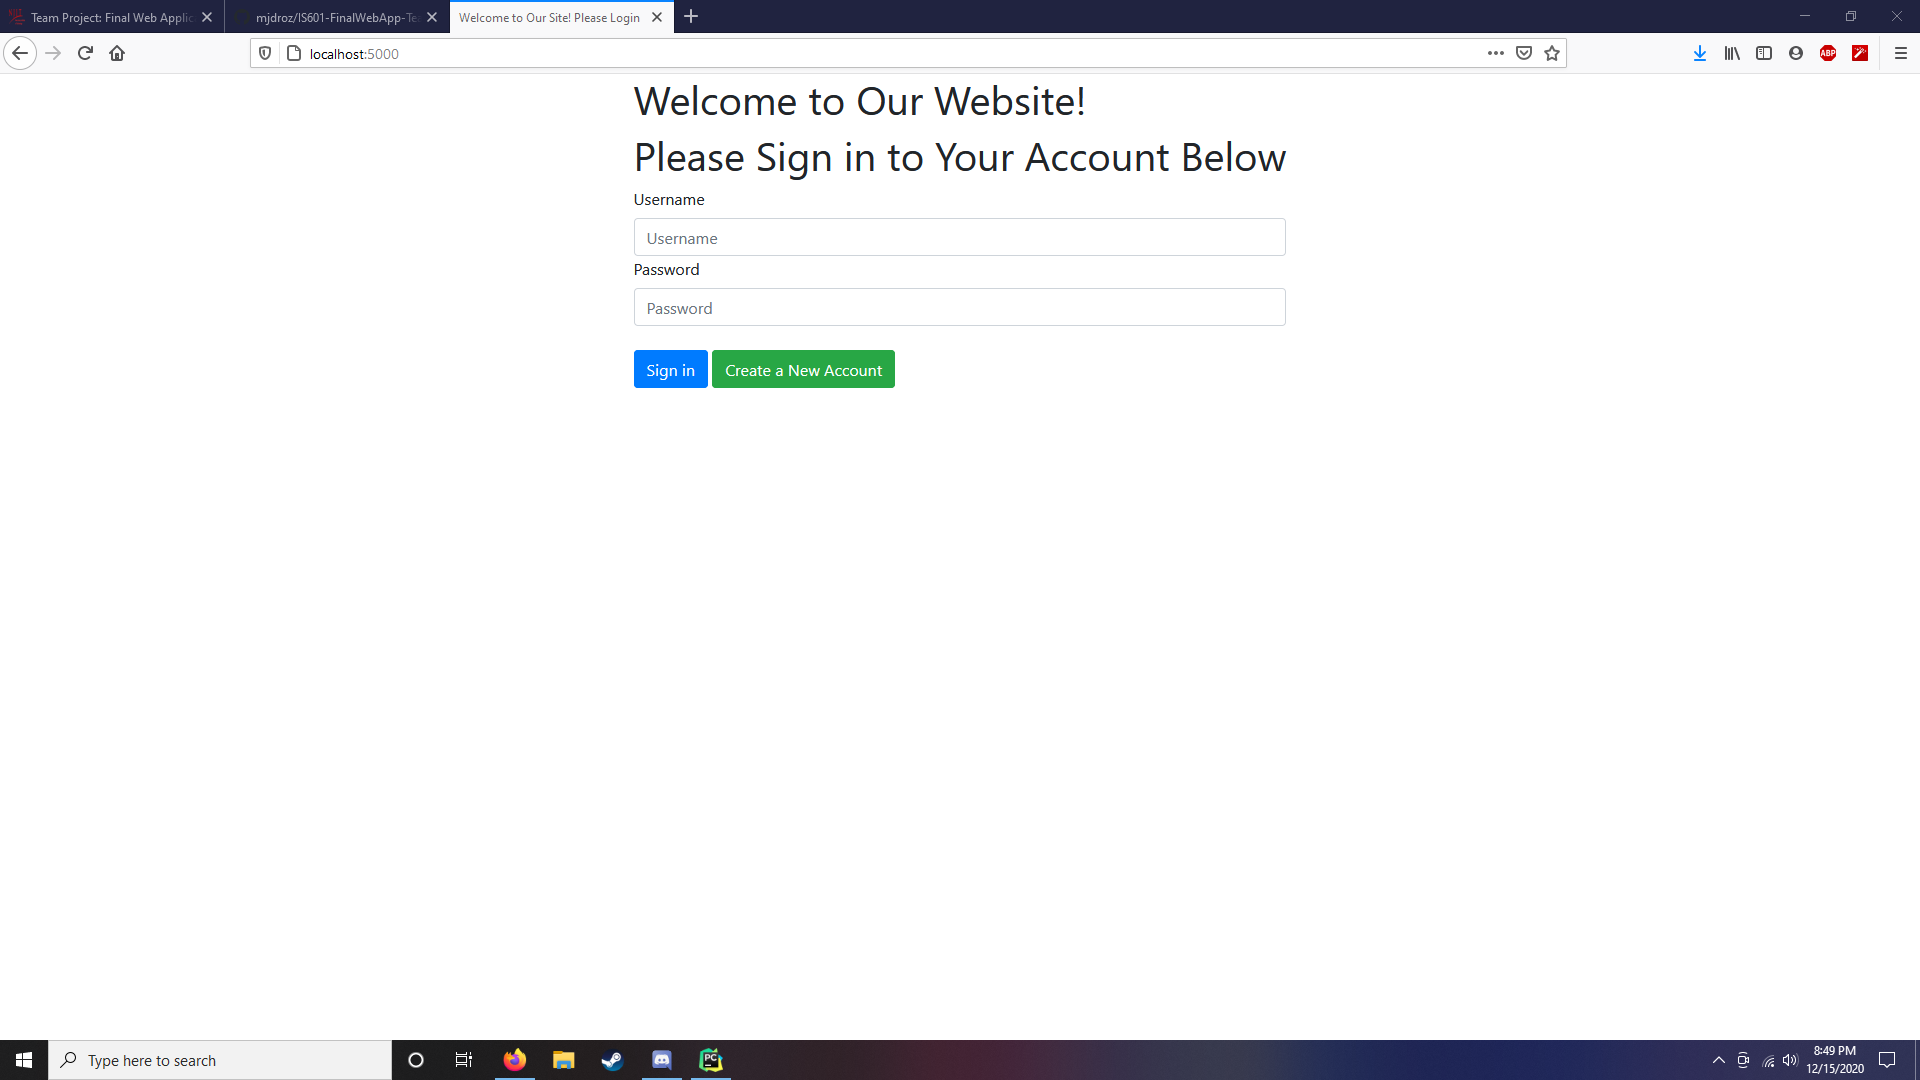 Team Project: Final Web Applic
mjdroz/IS601-FinalWebApp-Te
Welcome to Our Site! Please Login
localhost:5000
ABP
Welcome to Our Website!
Please Sign in to Your Account Below
Username
Username
Password
Password
Sign in Create a New Account
Type here to search
PC
8:49 PM
12/15/2020